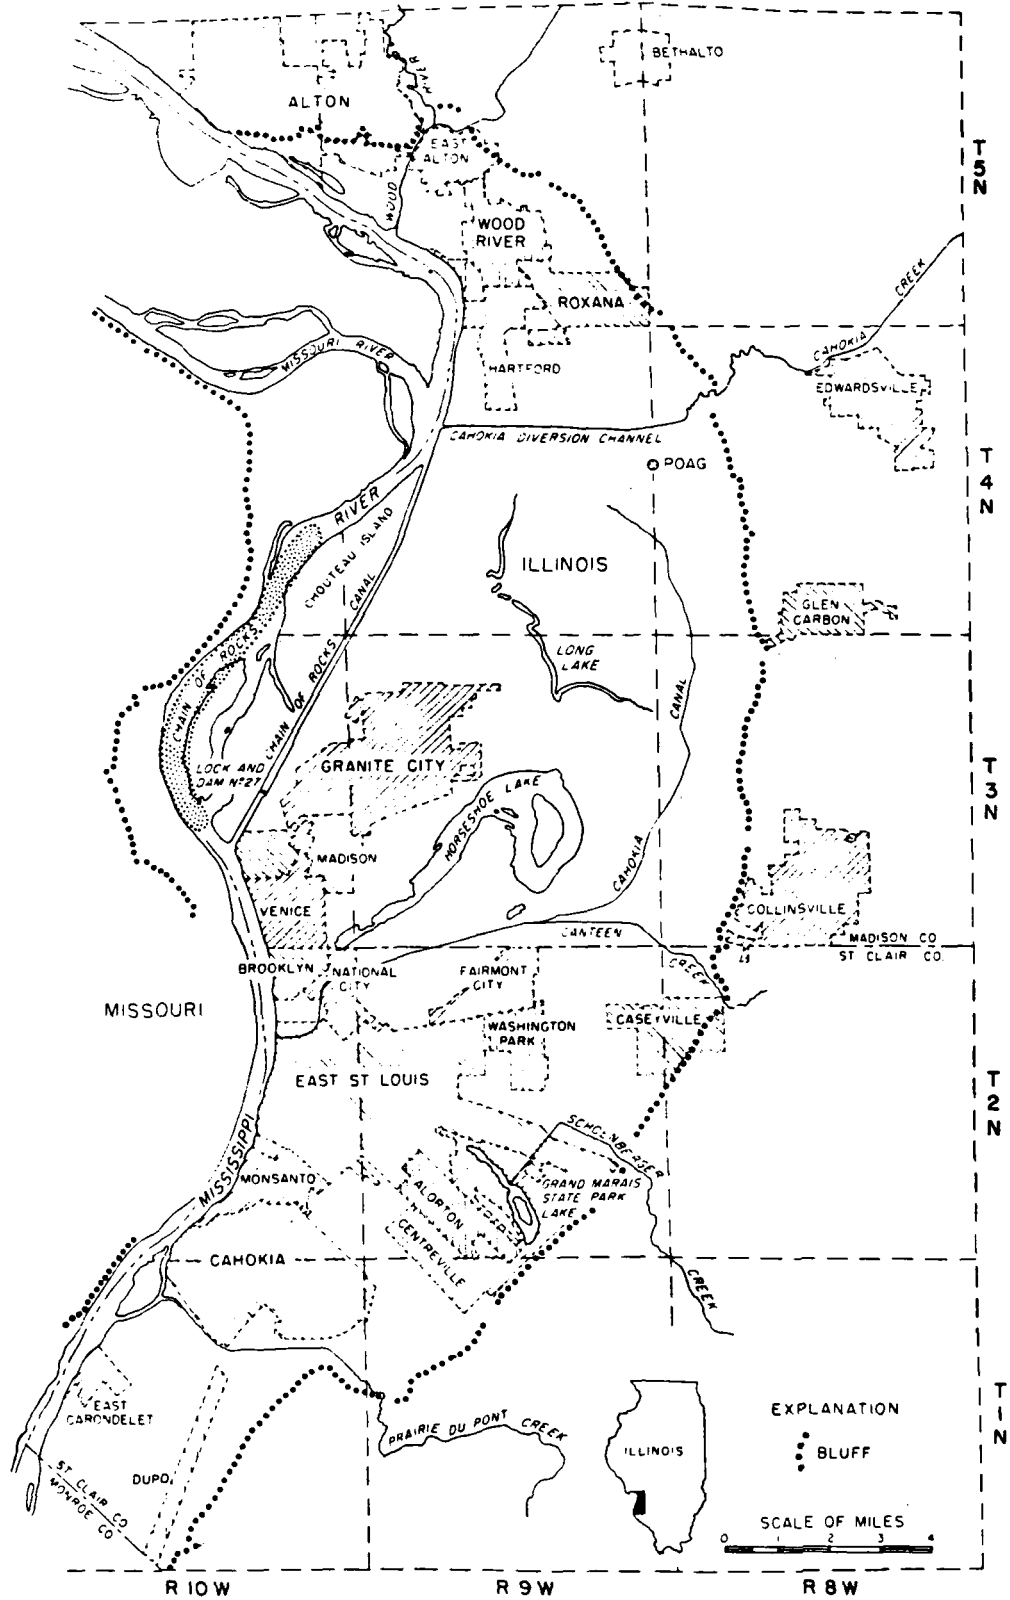 BETHALTO
RIVER
ALTON
EAST
ALTON
T
5
N
WOOD
WOOD
RIVER
CREEK
ROXANA
MISSOURI RIVER
CAHOKIA
HARTFORD
EDWARDSVILLE
CAHOKIA DIVERSION CHANNEL
POAG
T
4
N
RIVER
CHOUTEAU ISLAND
ILLINOIS
CANAL
GLEN
CARBON
CHAIN OF ROCKS
LONG
LAKE
CHAIN OF ROCKS
CANAL
LOCK AND
DAM Nº27
GRANITE CITY
T
3
N
HORSESHOE LAKE
MADISON
CAHOKIA
VENICE
COLLINSVILLE
CANTEEN
MADISON CO
ST CLAIR CO.
BROOKLYN
NATIONAL
CITY
FAIRMONT
CITY
CREEK
MISSOURI
WASHINGTON
PARK
CASEYVILLE
EAST ST LOUIS
T
2
N
MISSISSIPPI
SCHOENBERGER
MONSANTO
ALORTON
GRAND MARAIS
STATE PARK
LAKE
CENTREVILLE
CAHOKIA
CREEK
EAST
CARONDELET
PRAIRIE DU PONT CREEK
ILLINOIS
EXPLANATION
BLUFF
T
1
N
DUPO
ST CLAIR CO
MONROE CO
SCALE OF MILES
0 1 2 3 4
R 10 W
R 9 W
R 8 W